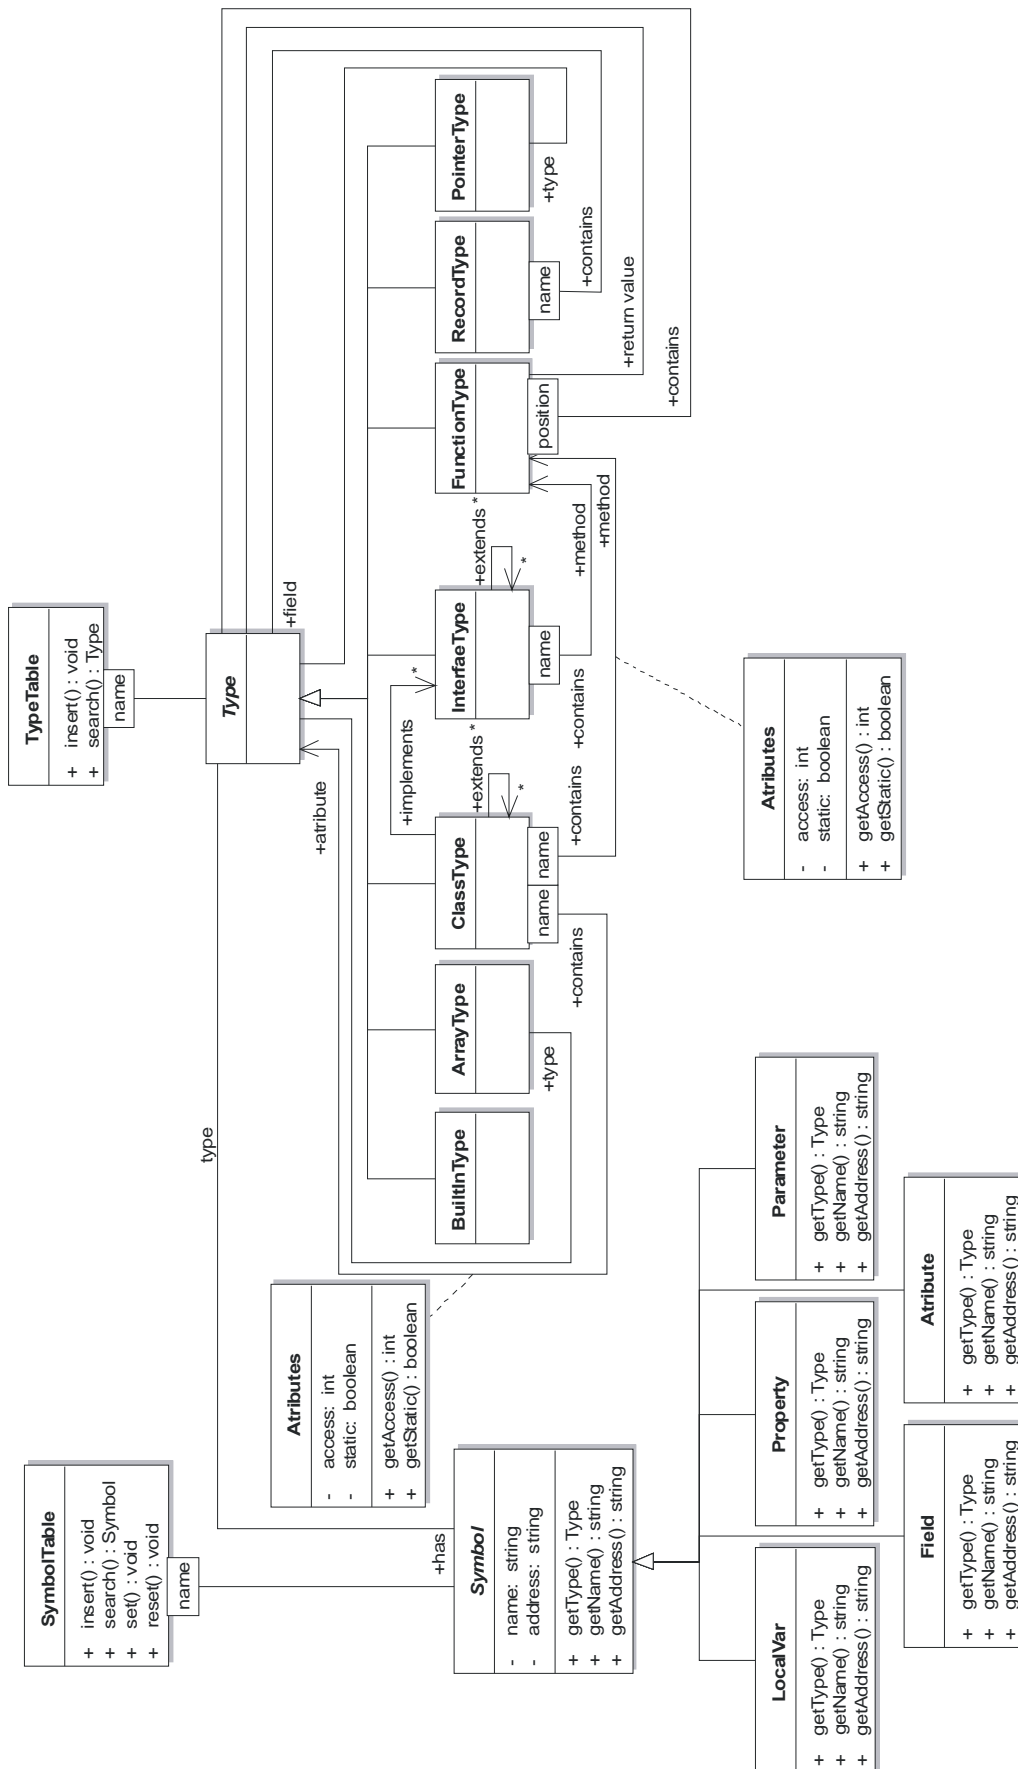 SymbolTable
+ insert() : void
+ search() : Symbol
+ set() : void
+ reset() : void
name
TypeTable
+ insert() : void
+ search() : Type
name
type
+has
Symbol
- name: string
- address: string
+ getType() : Type
+ getName() : string
+ getAddress() : string
Atributes
- access: int
- static: boolean
+ getAccess() : int
+ getStatic() : boolean
Type
+atribute
+field
BuiltInType
ArrayType
+type
ClassType
name
name
+contains
+contains
+implements
*
+extends *
*
InterfaeType
name
+contains
+extends *
*
+method
+method
FunctionType
position
+return value
+contains
RecordType
name
+contains
PointerType
+type
Atributes
- access: int
- static: boolean
+ getAccess() : int
+ getStatic() : boolean
LocalVar
+ getType() : Type
+ getName() : string
+ getAddress() : string
Property
+ getType() : Type
+ getName() : string
+ getAddress() : string
Parameter
+ getType() : Type
+ getName() : string
+ getAddress() : string
Field
+ getType() : Type
+ getName() : string
+ getAddress() : string
Atribute
+ getType() : Type
+ getName() : string
+ getAddress() : string